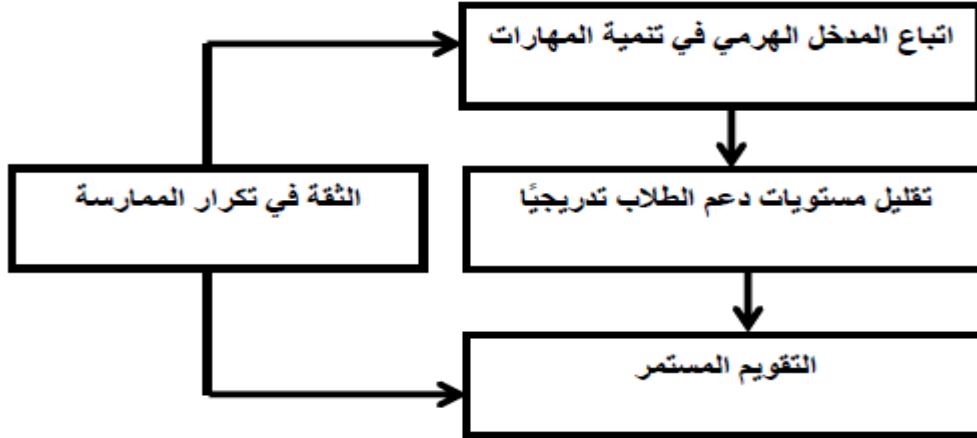 اتباع المدخل الهرمي في تنمية المهارات
الثقة في تكرار الممارسة
تقليل مستويات دعم الطلاب تدريجيًا
التقويم المستمر